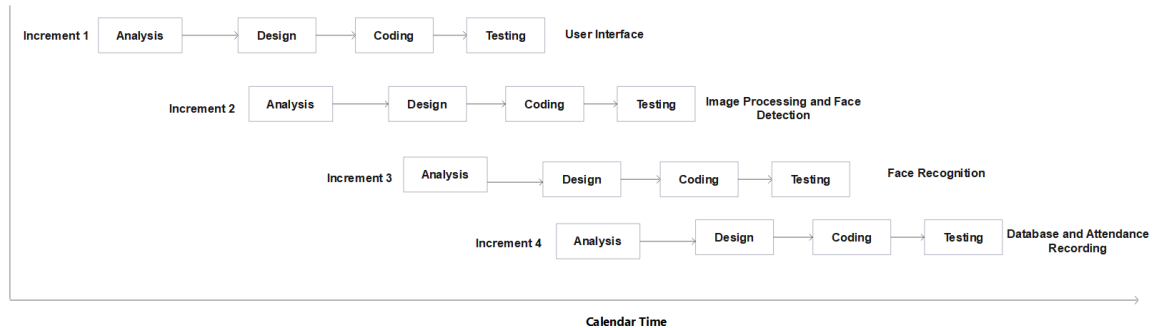 Increment 1
Analysis
Design
Coding
Testing
User Interface
Increment 2
Analysis
Design
Coding
Testing
Image Processing and Face
Detection
Increment 3
Analysis
Design
Coding
Testing
Face Recognition
Increment 4
Analysis
Design
Coding
Testing
Database and Attendance
Recording
Calendar Time